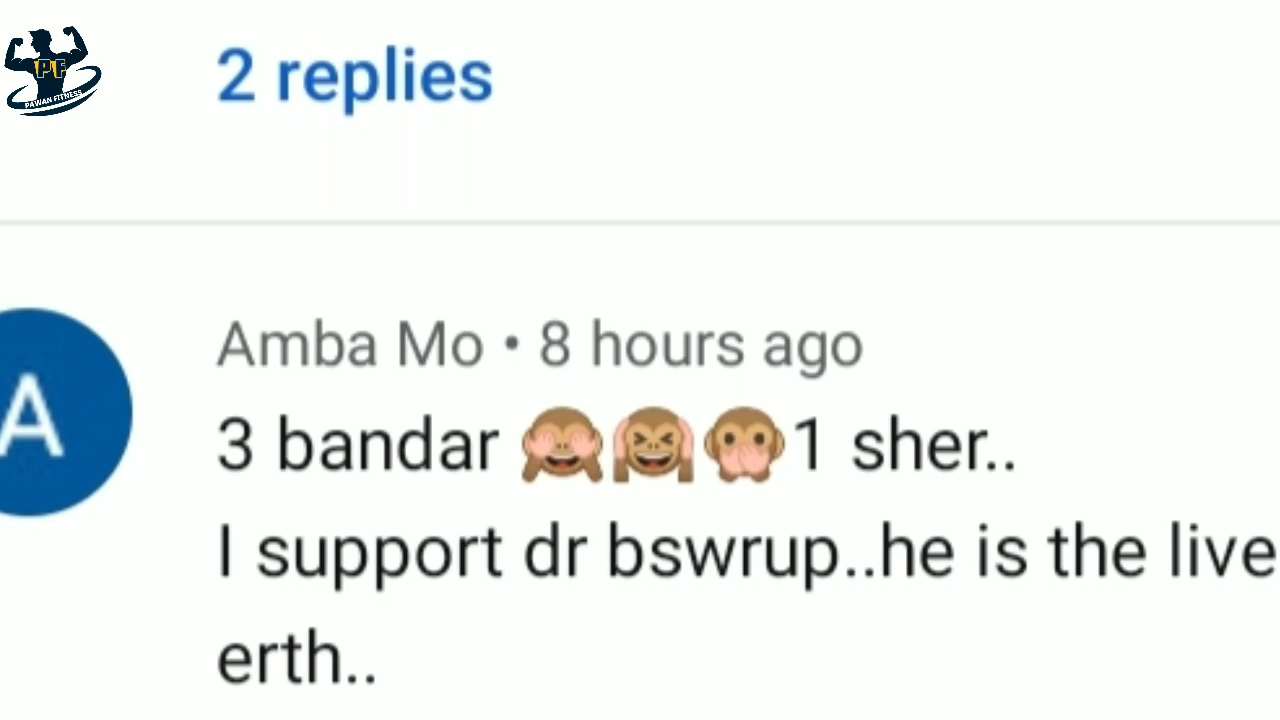 PF
PAWAN FITNESS
2 replies
A
Amba Mo • 8 hours ago
3 bandar 🙈🙉🙊1 sher..
I support dr bswrup..he is the live
erth..